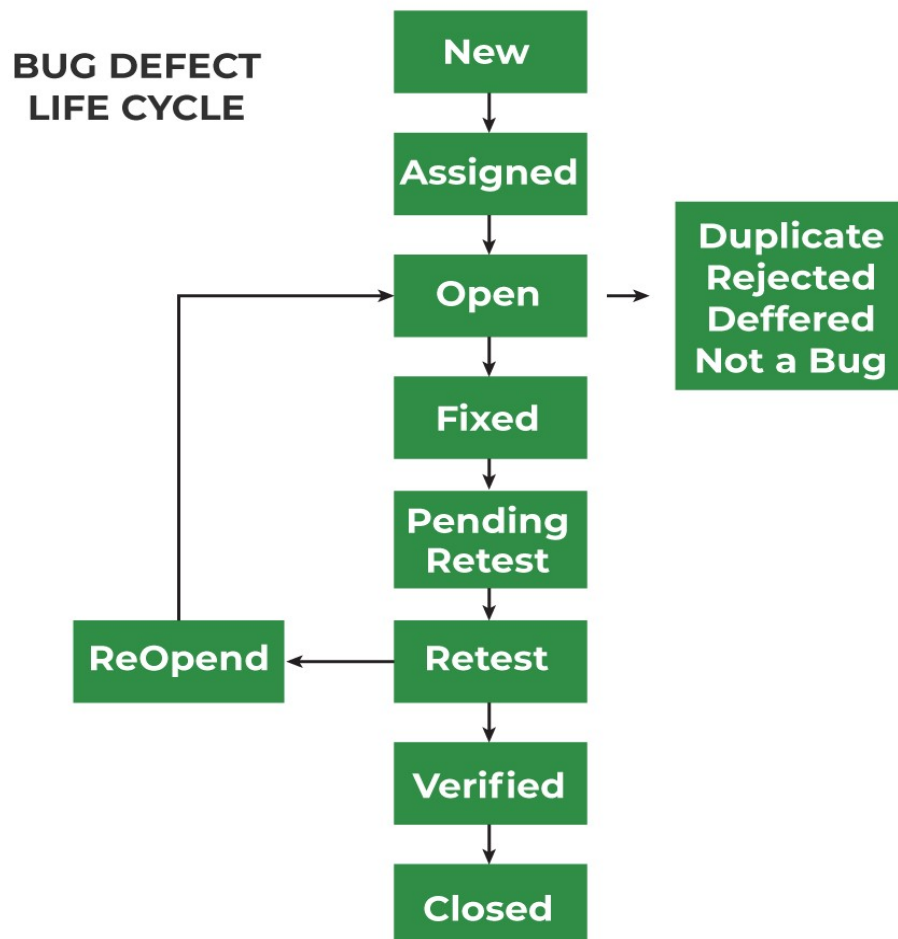 BUG DEFECT
LIFE CYCLE
New
Assigned
Open
Duplicate
Rejected
Deffered
Not a Bug
Fixed
Pending
Retest
ReOpend
Retest
Verified
Closed